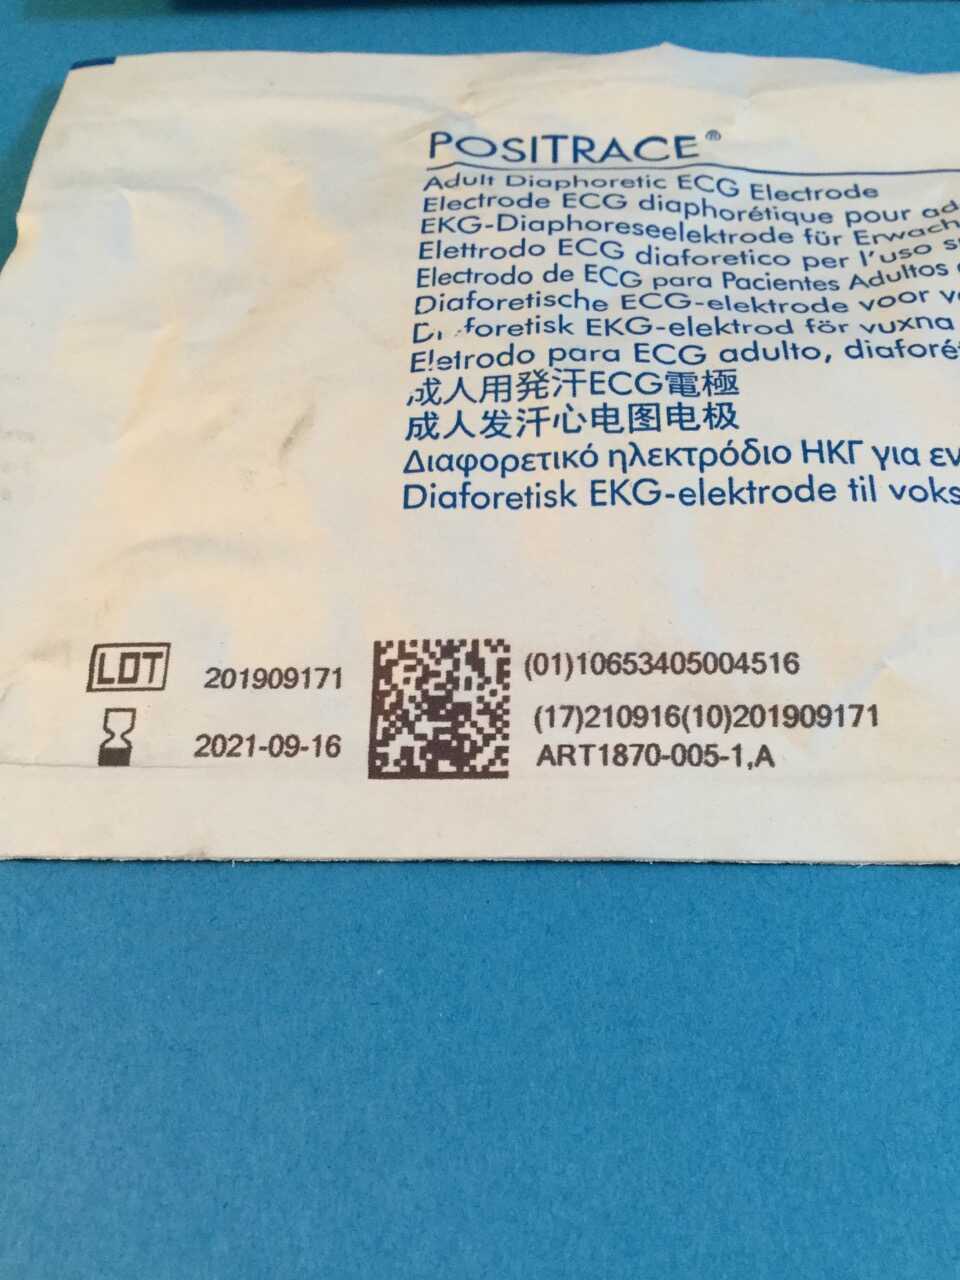 POSITRACE®
Adult Diaphoretic ECG Electrode
Electrode ECG diaphorétique pour
EKG-Diaphoreseelektrode für
Elettrodo ECG diaforetico per l'uso
Electrodo de ECG para Pacientes Adultos
Diaforetische ECG-elektrode voor
EKG-elektrod för vuxna
Eletrodo para ECG adulto,
成人用発汗ECG電極
成人发汗心电图电极
Διαφορετικό ηλεκτρόδιο ΗΚΓ για
Diaforetisk EKG-elektrode til
LOT 201909171
2021-09-16
(01)10653405004516
(17)210916(10)201909171
ART1870-005-1,A